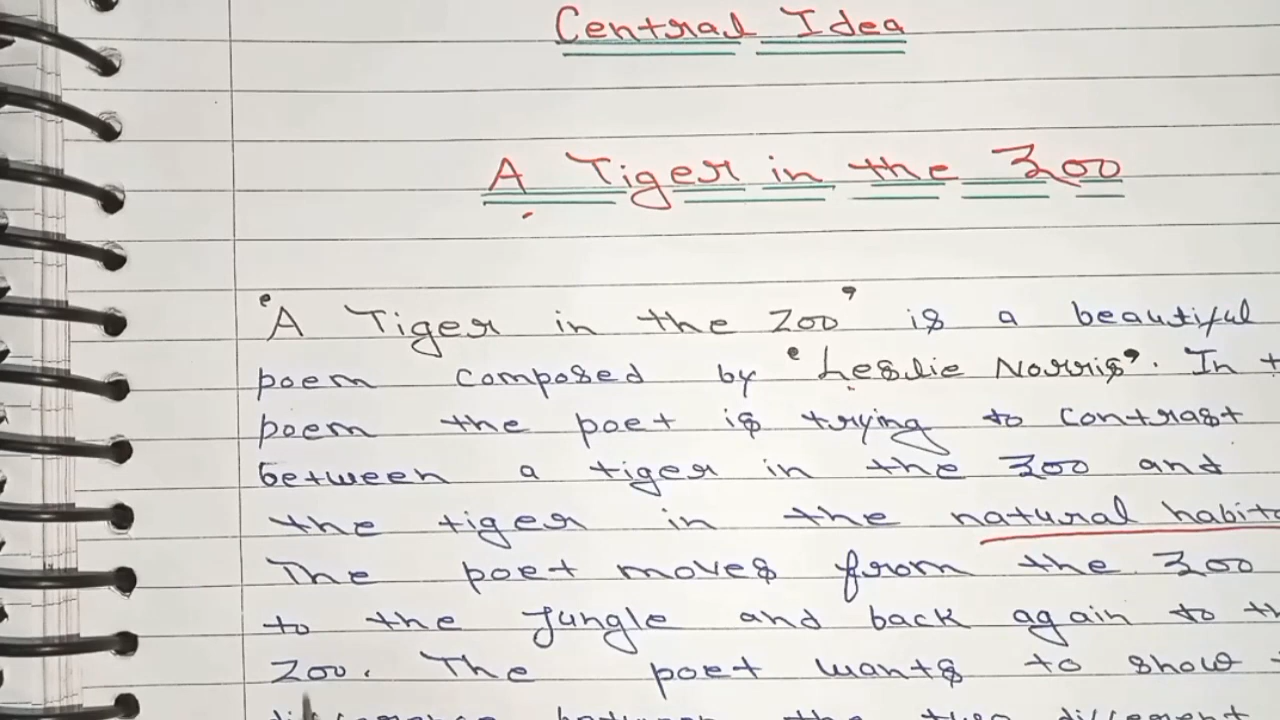 Central Idea
A Tiger in the Zoo
"A Tiger in the Zoo" is a beautiful
poem composed by "Leslie Norris". In
poem the poet is trying to contrast
between a tiger in the zoo and
the tiger in the natural
The poet moves from the zoo
to the jungle and back again to
zoo. The poet wants to show